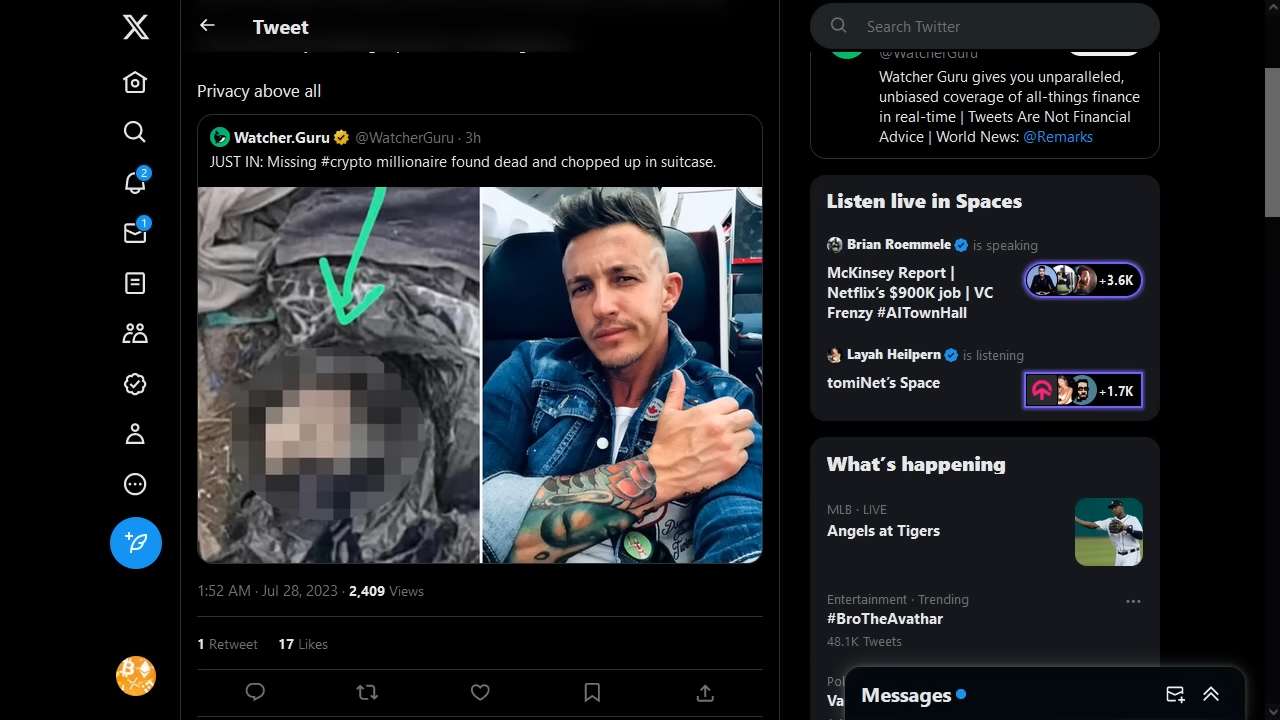 Tweet
Privacy above all
Watcher.Guru @WatcherGuru · 3h
JUST IN: Missing #crypto millionaire found dead and chopped up in suitcase.
1:52 AM · Jul 28, 2023 · 2,409 Views
1 Retweet 17 Likes
2
1
Search Twitter
@WatcherGuru
Watcher Guru gives you unparalleled,
unbiased coverage of all-things finance
in real-time | Tweets Are Not Financial
Advice | World News: @Remarks
Listen live in Spaces
Brian Roemmele is speaking
McKinsey Report |
Netflix's $900K job | VC
Frenzy #AITownHall
+3.6K
Layah Heilpern is listening
tomiNet's Space
+1.7K
What's happening
MLB · LIVE
Angels at Tigers
Entertainment · Trending
#BroTheAvathar
48.1K Tweets
Messages